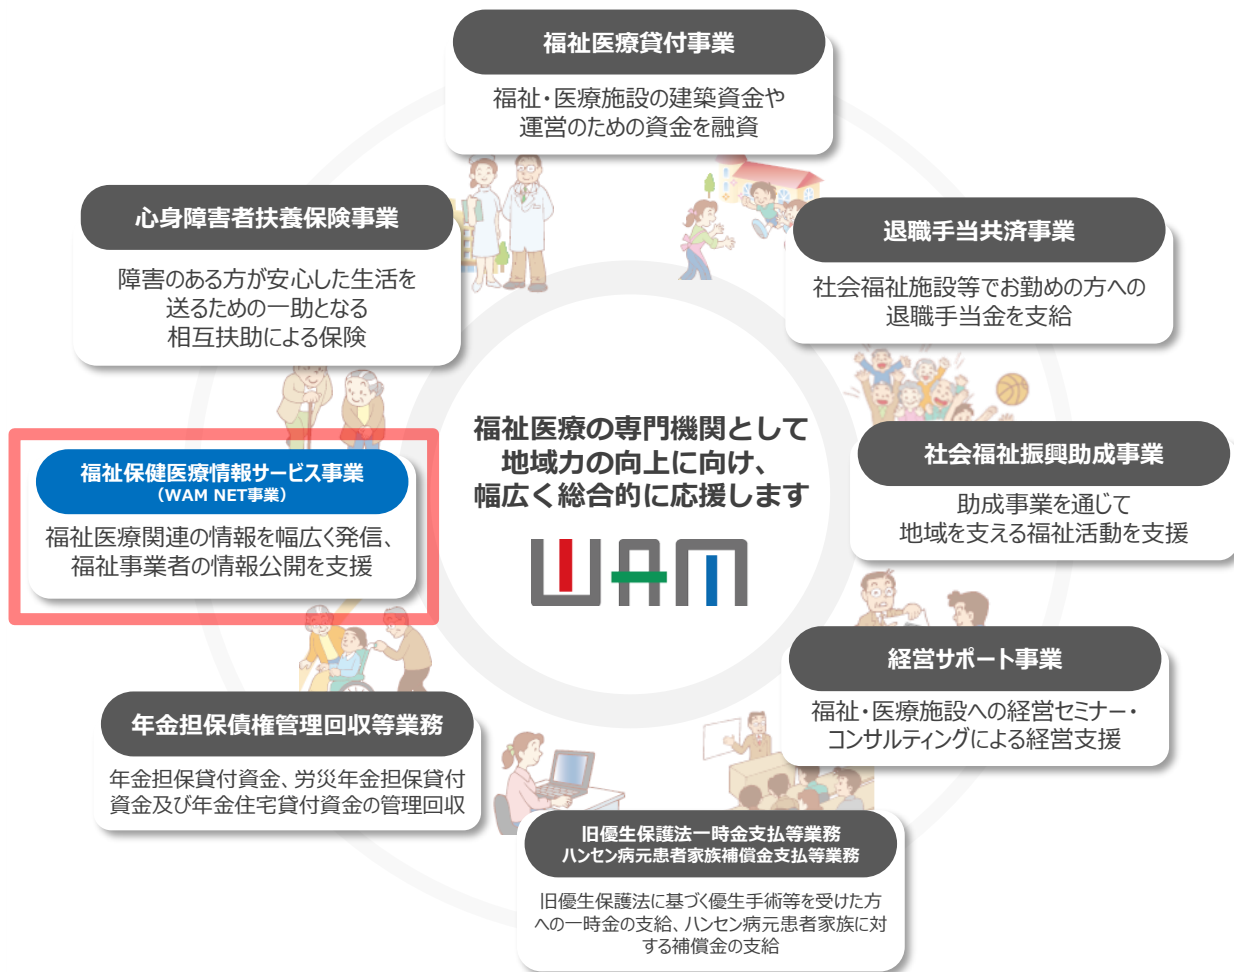 福祉医療貸付事業
福祉・医療施設の建築資金や
運営のための資金を融資
心身障害者扶養保険事業
障害のある方が安心した生活を
送るための一助となる
相互扶助による保険
退職手当共済事業
社会福祉施設等でお勤めの方への
退職手当金を支給
福祉医療の専門機関として
地域力の向上に向け、
幅広く総合的に応援します
WAM
福祉保健医療情報サービス事業
（WAM NET事業）
福祉医療関連の情報を幅広く発信、
福祉事業者の情報公開を支援
社会福祉振興助成事業
助成事業を通じて
地域を支える福祉活動を支援
経営サポート事業
福祉・医療施設への経営セミナー・
コンサルティングによる経営支援
年金担保債権管理回収等業務
年金担保貸付資金、労災年金担保貸付
資金及び年金住宅貸付資金の管理回収
旧優生保護法一時金支払等業務
ハンセン病元患者家族補償金支払等業務
旧優生保護法に基づく優生手術等を受けた方
への一時金の支給、ハンセン病元患者家族に対
する補償金の支給